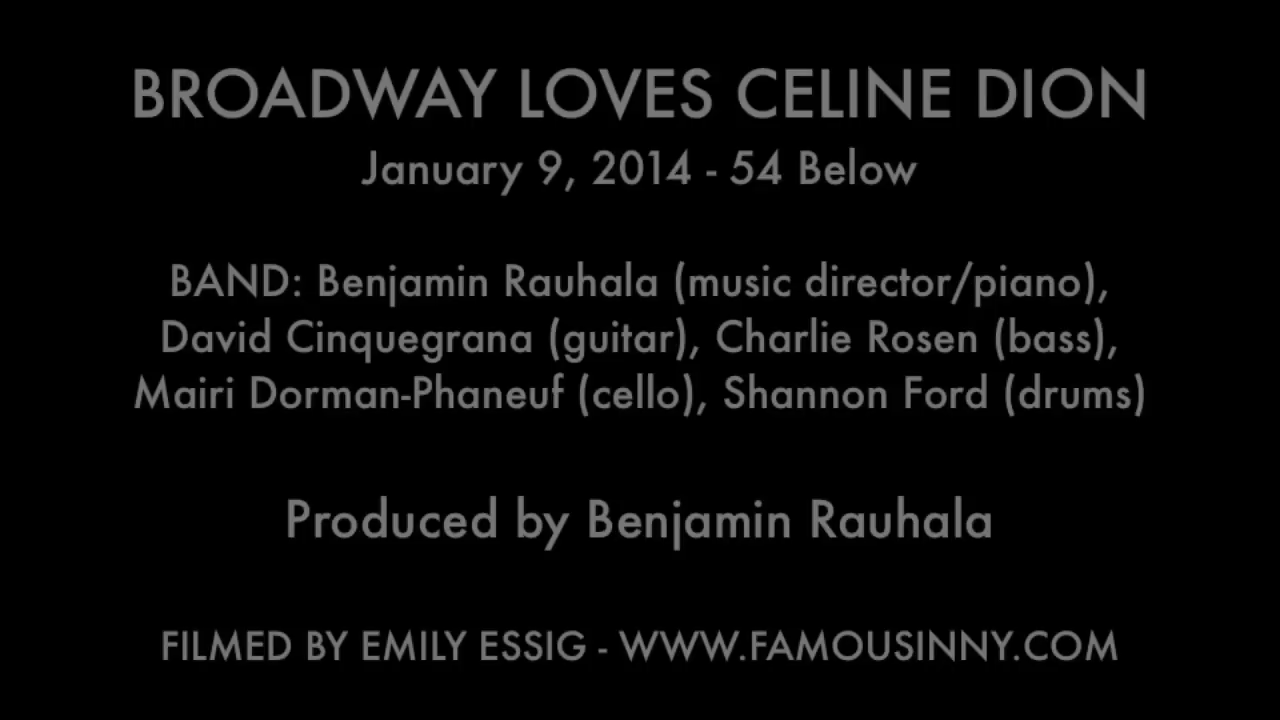 BROADWAY LOVES CELINE DION
January 9, 2014 - 54 Below
BAND: Benjamin Rauhala (music director/piano),
David Cinquegrana (guitar), Charlie Rosen (bass),
Mairi Dorman-Phaneuf (cello), Shannon Ford (drums)
Produced by Benjamin Rauhala
FILMED BY EMILY ESSIG - WWW.FAMOUSINNY.COM